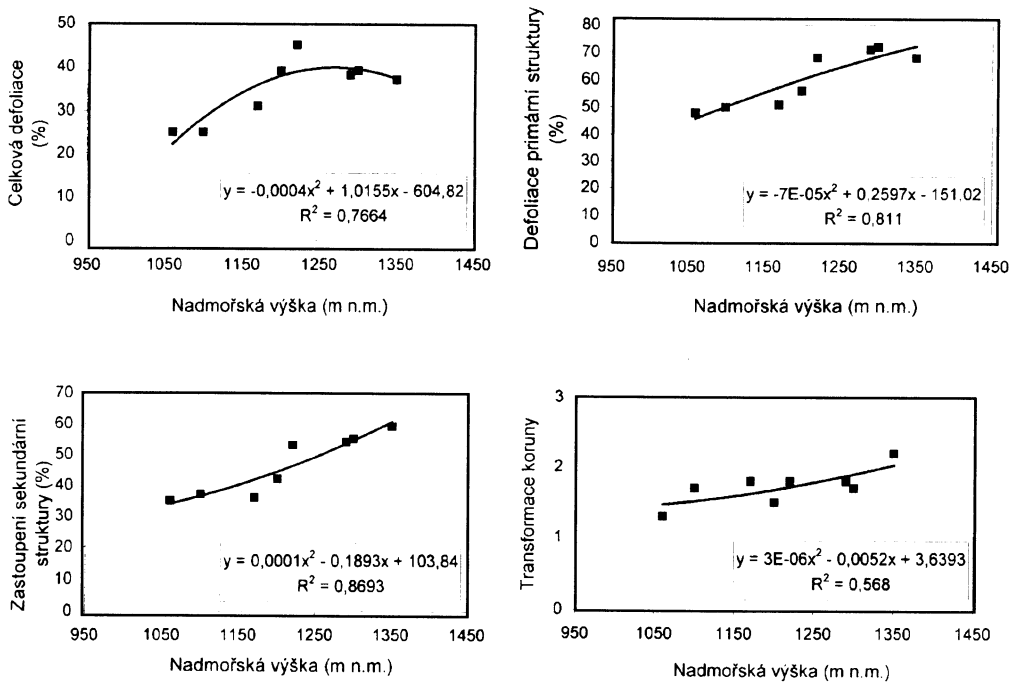 Celková defoliace
(%)
50
40
30
20
10
0
y = -0,0004x² + 1,0155x - 604,82
R² = 0,7664
950 1050 1150 1250 1350 1450
Nadmořská výška (m n.m.)
Defoliace primární struktury
(%)
80
70
60
50
40
30
20
10
0
y = -7E-05x² + 0,2597x - 151,02
R² = 0,811
950 1050 1150 1250 1350 1450
Nadmořská výška (m n.m.)
Zastoupení sekundární
struktury (%)
70
60
50
40
30
20
10
0
y = 0,0001x² - 0,1893x + 103,84
R² = 0,8693
950 1050 1150 1250 1350 1450
Nadmořská výška (m n.m.)
Transformace koruny
3
2
1
0
y = 3E-06x² - 0,0052x + 3,6393
R² = 0,568
950 1050 1150 1250 1350 1450
Nadmořská výška (m n.m.)